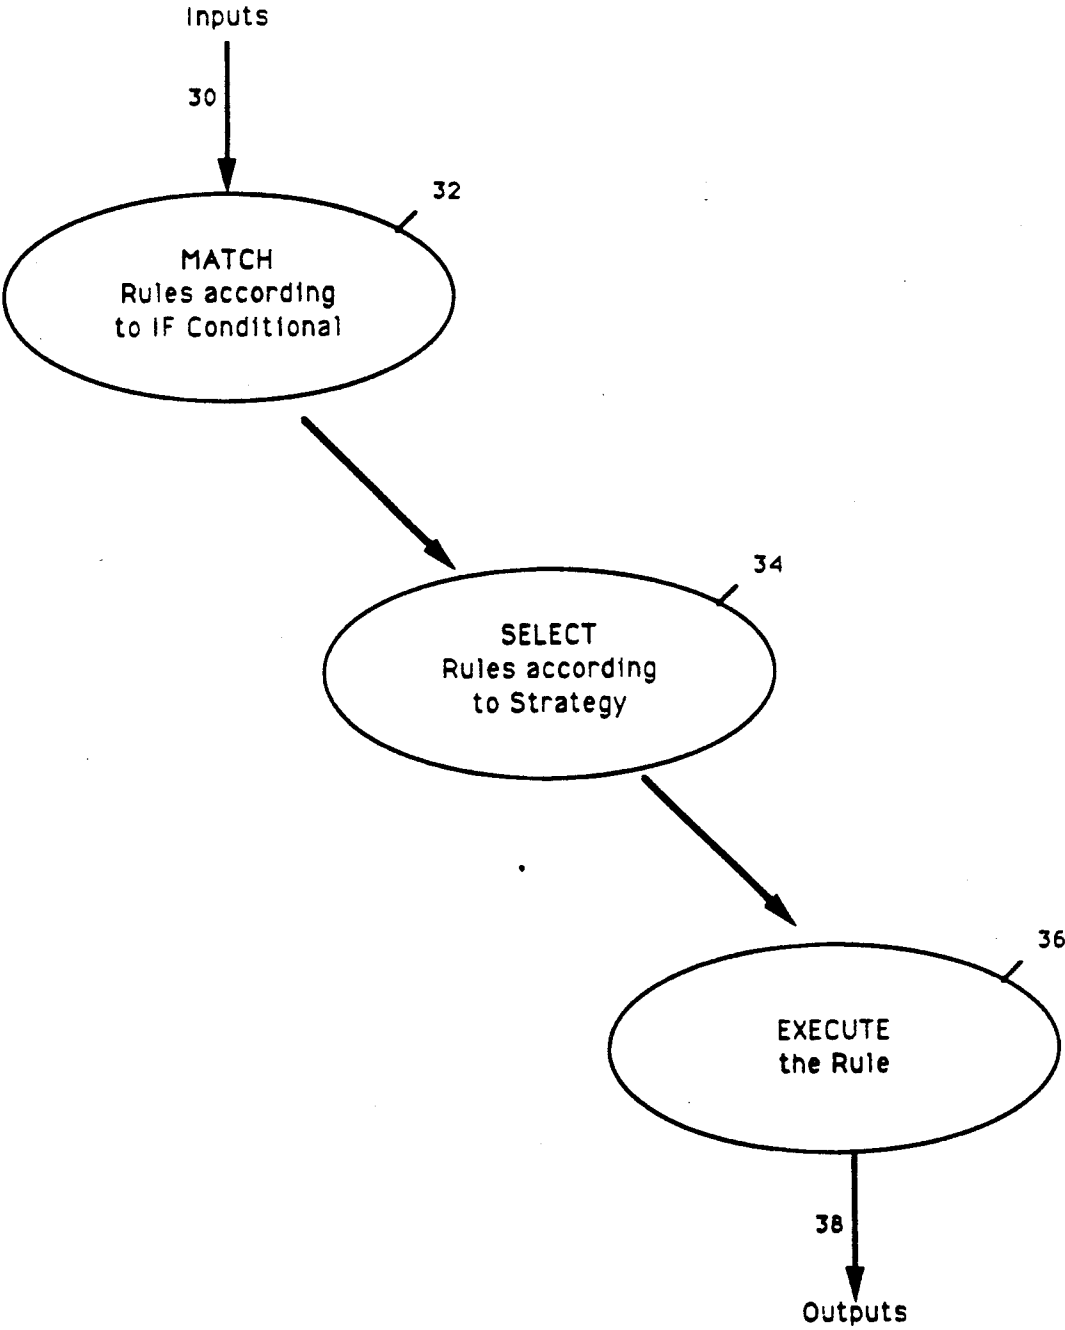 Inputs
30
32
MATCH
Rules according
to IF Conditional
34
SELECT
Rules according
to Strategy
36
EXECUTE
the Rule
38
Outputs